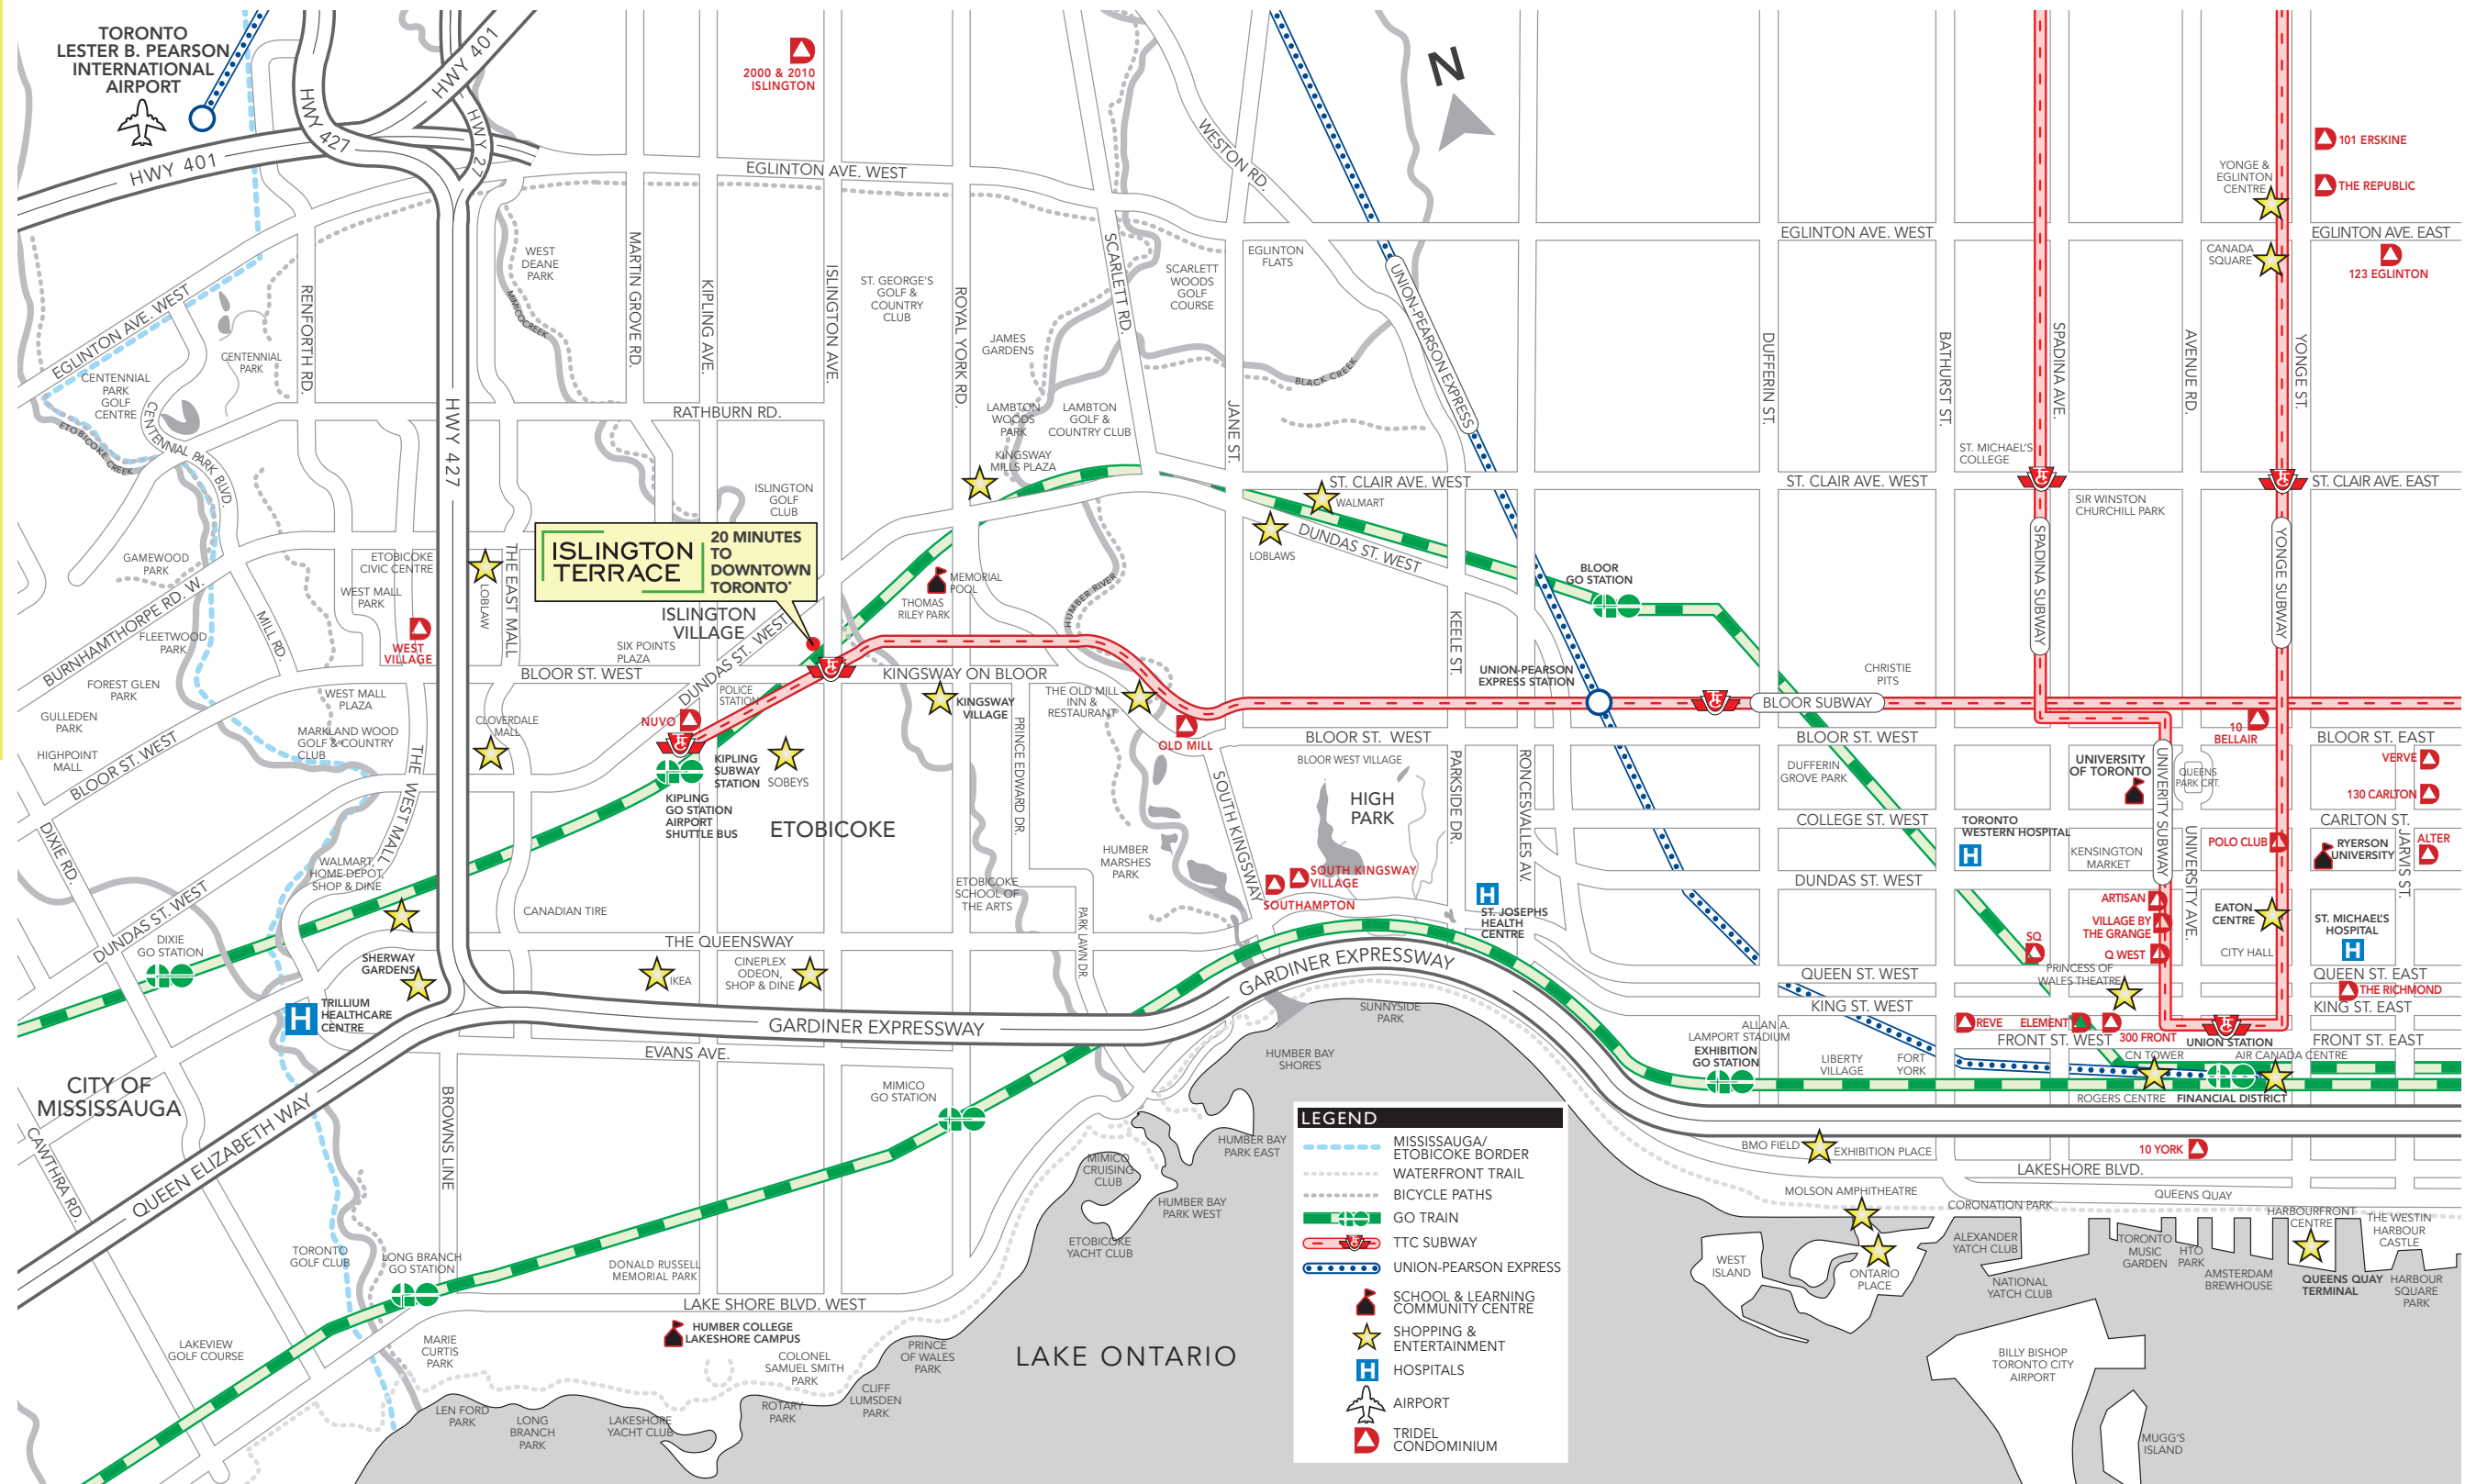 TORONTO
LESTER B. PEARSON
INTERNATIONAL
AIRPORT
HWY 401
HWY 427
HWY 401
HWY 27
2000 & 2010
ISLINGTON
N
WESTON RD.
EGLINTON AVE. WEST
101 ERSKINE
YONGE &
EGLINTON
CENTRE
THE REPUBLIC
EGLINTON AVE. WEST
EGLINTON AVE. EAST
CANADA
SQUARE
123 EGLINTON
WEST
DEANE
PARK
MIMICO CREEK
MARTIN GROVE RD.
KIPLING AVE.
ISLINGTON AVE.
ST. GEORGE'S
GOLF &
COUNTRY
CLUB
ROYAL YORK RD.
SCARLETT RD.
SCARLETT
WOODS
GOLF
COURSE
EGLINTON
FLATS
UNION-PEARSON EXPRESS
EGLINTON AVE. WEST
RENFORTH RD.
CENTENNIAL
PARK
CENTENNIAL
PARK
GOLF
CENTRE
CENTENNIAL PARK BLVD.
ETOBICOKE CREEK
HWY 427
JAMES
GARDENS
BLACK CREEK
DUFFERIN ST.
BATHURST ST.
SPADINA AVE.
AVENUE RD.
YONGE ST.
RATHBURN RD.
LAMBTON
WOODS
PARK
LAMBTON
GOLF &
COUNTRY CLUB
JANE ST.
KINGSWAY
MILLS PLAZA
ST. MICHAEL'S
COLLEGE
ST. CLAIR AVE. WEST
ST. CLAIR AVE. WEST
ST. CLAIR AVE. EAST
WALMART
SIR WINSTON
CHURCHILL PARK
ISLINGTON
GOLF
CLUB
ISLINGTON
TERRACE
20 MINUTES
TO
DOWNTOWN
TORONTO*
ISLINGTON
VILLAGE
GAMEWOOD
PARK
ETOBICOKE
CIVIC CENTRE
WEST MALL
PARK
LOBLAW
THE EAST MALL
LOBLAWS
DUNDAS ST. WEST
BLOOR
GO STATION
SPADINA SUBWAY
YONGE SUBWAY
MEMORIAL
POOL
THOMAS
RILEY PARK
HUMBER RIVER
BURNHAMTHORPE RD. W.
FLEETWOOD
PARK
MILL RD.
WEST
VILLAGE
SIX POINTS
PLAZA
DUNDAS ST. WEST
KEELE ST.
BLOOR ST. WEST
KINGSWAY ON BLOOR
UNION-PEARSON
EXPRESS STATION
CHRISTIE
PITS
FOREST GLEN
PARK
WEST MALL
PLAZA
POLICE
STATION
KINGSWAY
VILLAGE
THE OLD MILL
INN &
RESTAURANT
BLOOR SUBWAY
GULLEDEN
PARK
MARKLAND WOOD
GOLF & COUNTRY
CLUB
CLOVERDALE
MALL
NUVO
OLD MILL
BLOOR ST. WEST
BLOOR ST. WEST
10
BELLAIR
BLOOR ST. EAST
HIGHPOINT
MALL
BLOOR ST. WEST
THE WEST MALL
KIPLING
SUBWAY
STATION
SOBEYS
PRINCE EDWARD DR.
SOUTH KINGSWAY
BLOOR WEST VILLAGE
PARKSIDE DR.
RONCESVALLES AV.
DUFFERIN
GROVE PARK
UNIVERSITY
OF TORONTO
UNIVERITY SUBWAY
QUEENS
PARK CRT.
VERVE
130 CARLTON
KIPLING
GO STATION
AIRPORT
SHUTTLE BUS
ETOBICOKE
HIGH
PARK
COLLEGE ST. WEST
TORONTO
WESTERN HOSPITAL
CARLTON ST.
DIXIE RD.
HUMBER
MARSHES
PARK
KENSINGTON
MARKET
UNIVERSITY AVE.
POLO CLUB
RYERSON
UNIVERSITY
JARVIS ST.
ALTER
WALMART,
HOME DEPOT,
SHOP & DINE
DUNDAS ST. WEST
ETOBICOKE
SCHOOL OF
THE ARTS
SOUTH KINGSWAY
VILLAGE
SOUTHAMPTON
DUNDAS ST. WEST
ARTISAN
CANADIAN TIRE
PARK LAWN DR.
ST. JOSEPHS
HEALTH
CENTRE
VILLAGE BY
THE GRANGE
EATON
CENTRE
ST. MICHAEL'S
HOSPITAL
DIXIE
GO STATION
THE QUEENSWAY
SQ
Q WEST
CITY HALL
SHERWAY
GARDENS
IKEA
CINEPLEX
ODEON,
SHOP & DINE
GARDINER EXPRESSWAY
QUEEN ST. WEST
PRINCESS OF
WALES THEATRE
QUEEN ST. EAST
THE RICHMOND
TRILLIUM
HEALTHCARE
CENTRE
GARDINER EXPRESSWAY
SUNNYSIDE
PARK
KING ST. WEST
KING ST. EAST
ALLAN A.
LAMPORT STADIUM
REVE
ELEMENT
300 FRONT
UNION STATION
FRONT ST. WEST
FRONT ST. EAST
EVANS AVE.
HUMBER BAY
SHORES
EXHIBITION
GO STATION
LIBERTY
VILLAGE
FORT
YORK
CN TOWER
AIR CANADA CENTRE
CITY OF
MISSISSAUGA
MIMICO
GO STATION
ROGERS CENTRE
FINANCIAL DISTRICT
CAWTHRA RD.
QUEEN ELIZABETH WAY
BROWNS LINE
HUMBER BAY
PARK EAST
BMO FIELD
EXHIBITION PLACE
10 YORK
MIMICO
CRUISING
CLUB
LAKESHORE BLVD.
HUMBER BAY
PARK WEST
MOLSON AMPHITHEATRE
CORONATION PARK
QUEENS QUAY
ETOBICOKE
YACHT CLUB
HARBOURFRONT
CENTRE
THE WESTIN
HARBOUR
CASTLE
TORONTO
GOLF CLUB
LONG BRANCH
GO STATION
DONALD RUSSELL
MEMORIAL PARK
WEST
ISLAND
ONTARIO
PLACE
ALEXANDER
YATCH CLUB
TORONTO
MUSIC
GARDEN
HTO
PARK
AMSTERDAM
BREWHOUSE
NATIONAL
YATCH CLUB
QUEENS QUAY
TERMINAL
HARBOUR
SQUARE
PARK
LAKE SHORE BLVD. WEST
HUMBER COLLEGE
LAKESHORE CAMPUS
LAKEVIEW
GOLF COURSE
MARIE
CURTIS
PARK
COLONEL
SAMUEL SMITH
PARK
PRINCE
OF WALES
PARK
LAKE ONTARIO
CLIFF
LUMSDEN
PARK
ROTARY
PARK
LEN FORD
PARK
LONG
BRANCH
PARK
LAKESHORE
YACHT CLUB
BILLY BISHOP
TORONTO CITY
AIRPORT
MUGG'S
ISLAND
LEGEND
MISSISSAUGA/
ETOBICOKE BORDER
WATERFRONT TRAIL
BICYCLE PATHS
GO TRAIN
TTC SUBWAY
UNION-PEARSON EXPRESS
SCHOOL & LEARNING
COMMUNITY CENTRE
SHOPPING &
ENTERTAINMENT
H
HOSPITALS
AIRPORT
TRIDEL
CONDOMINIUM